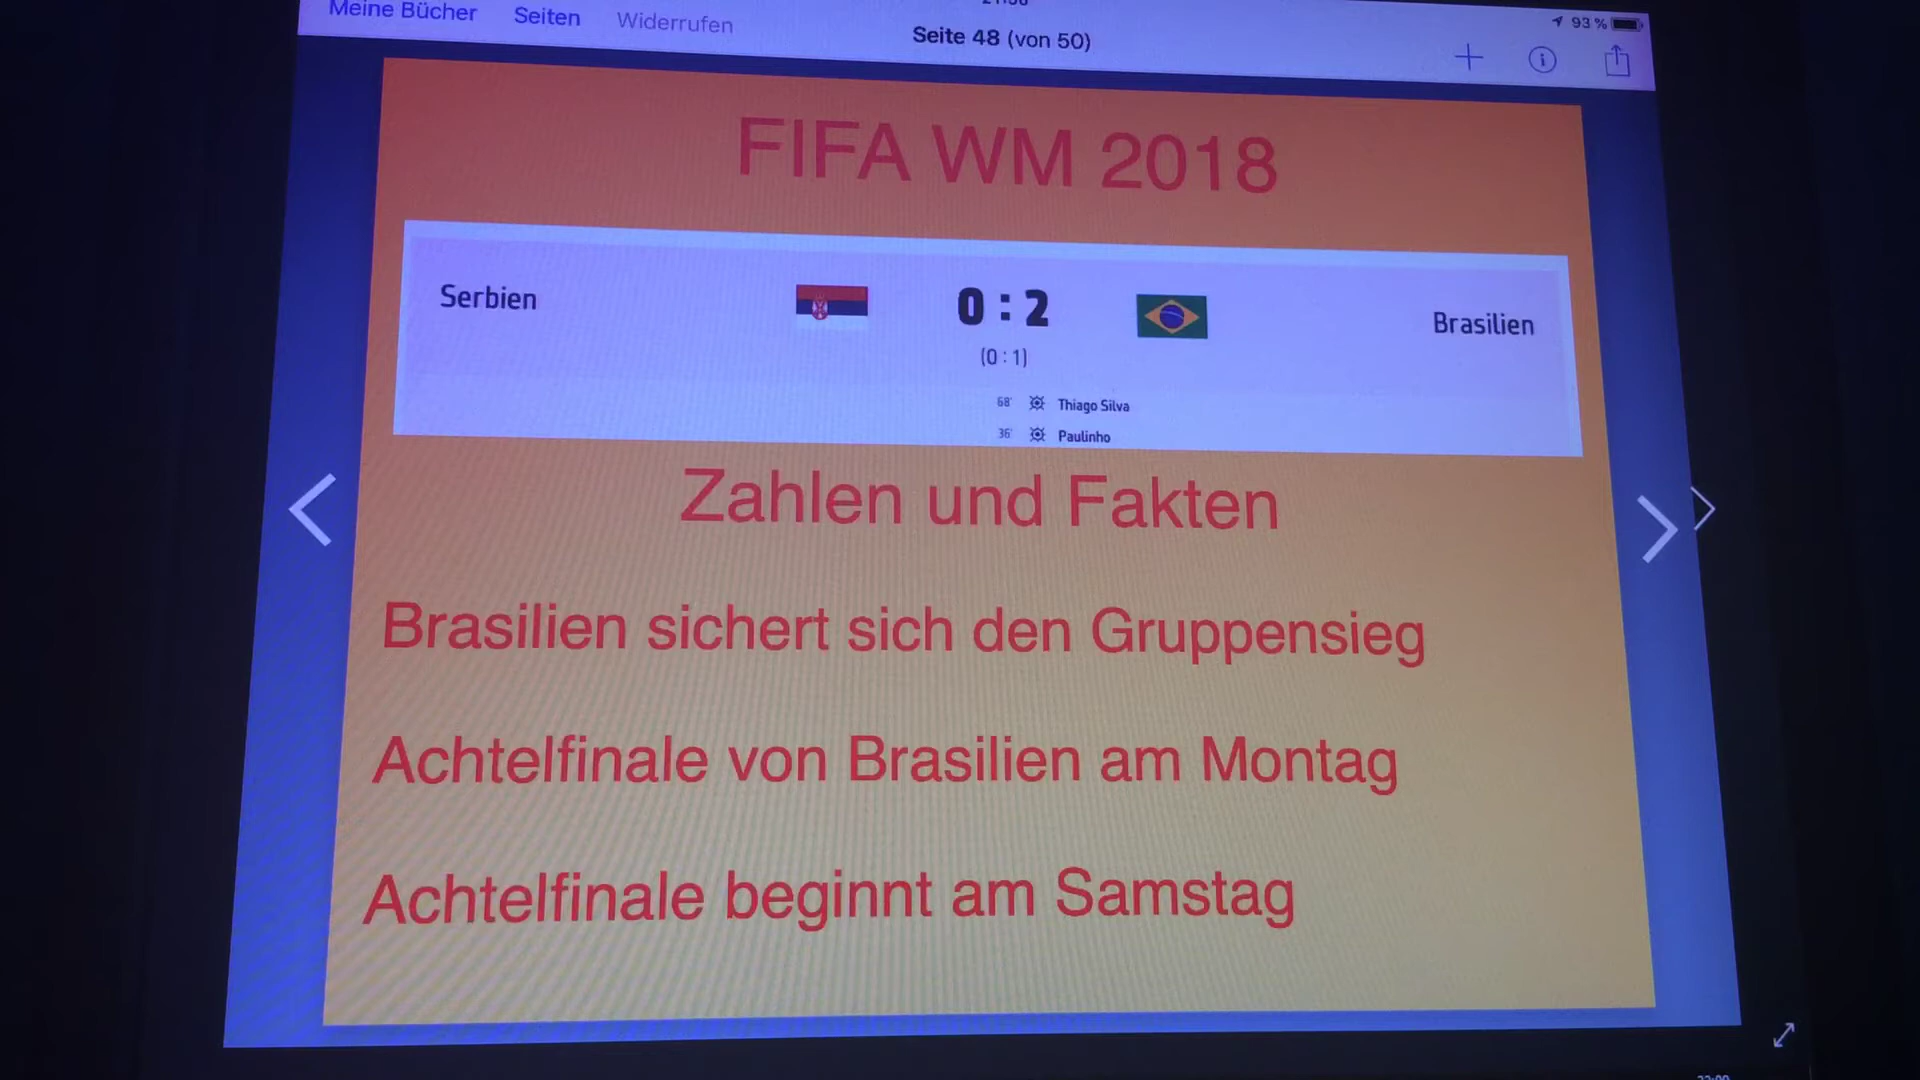 Meine Bücher Seiten Widerrufen
Seite 48 (von 50)
93 %
FIFA WM 2018
Serbien 0 : 2 Brasilien
(0 : 1)
68' Thiago Silva
36' Paulinho
Zahlen und Fakten
Brasilien sichert sich den Gruppensieg
Achtelfinale von Brasilien am Montag
Achtelfinale beginnt am Samstag